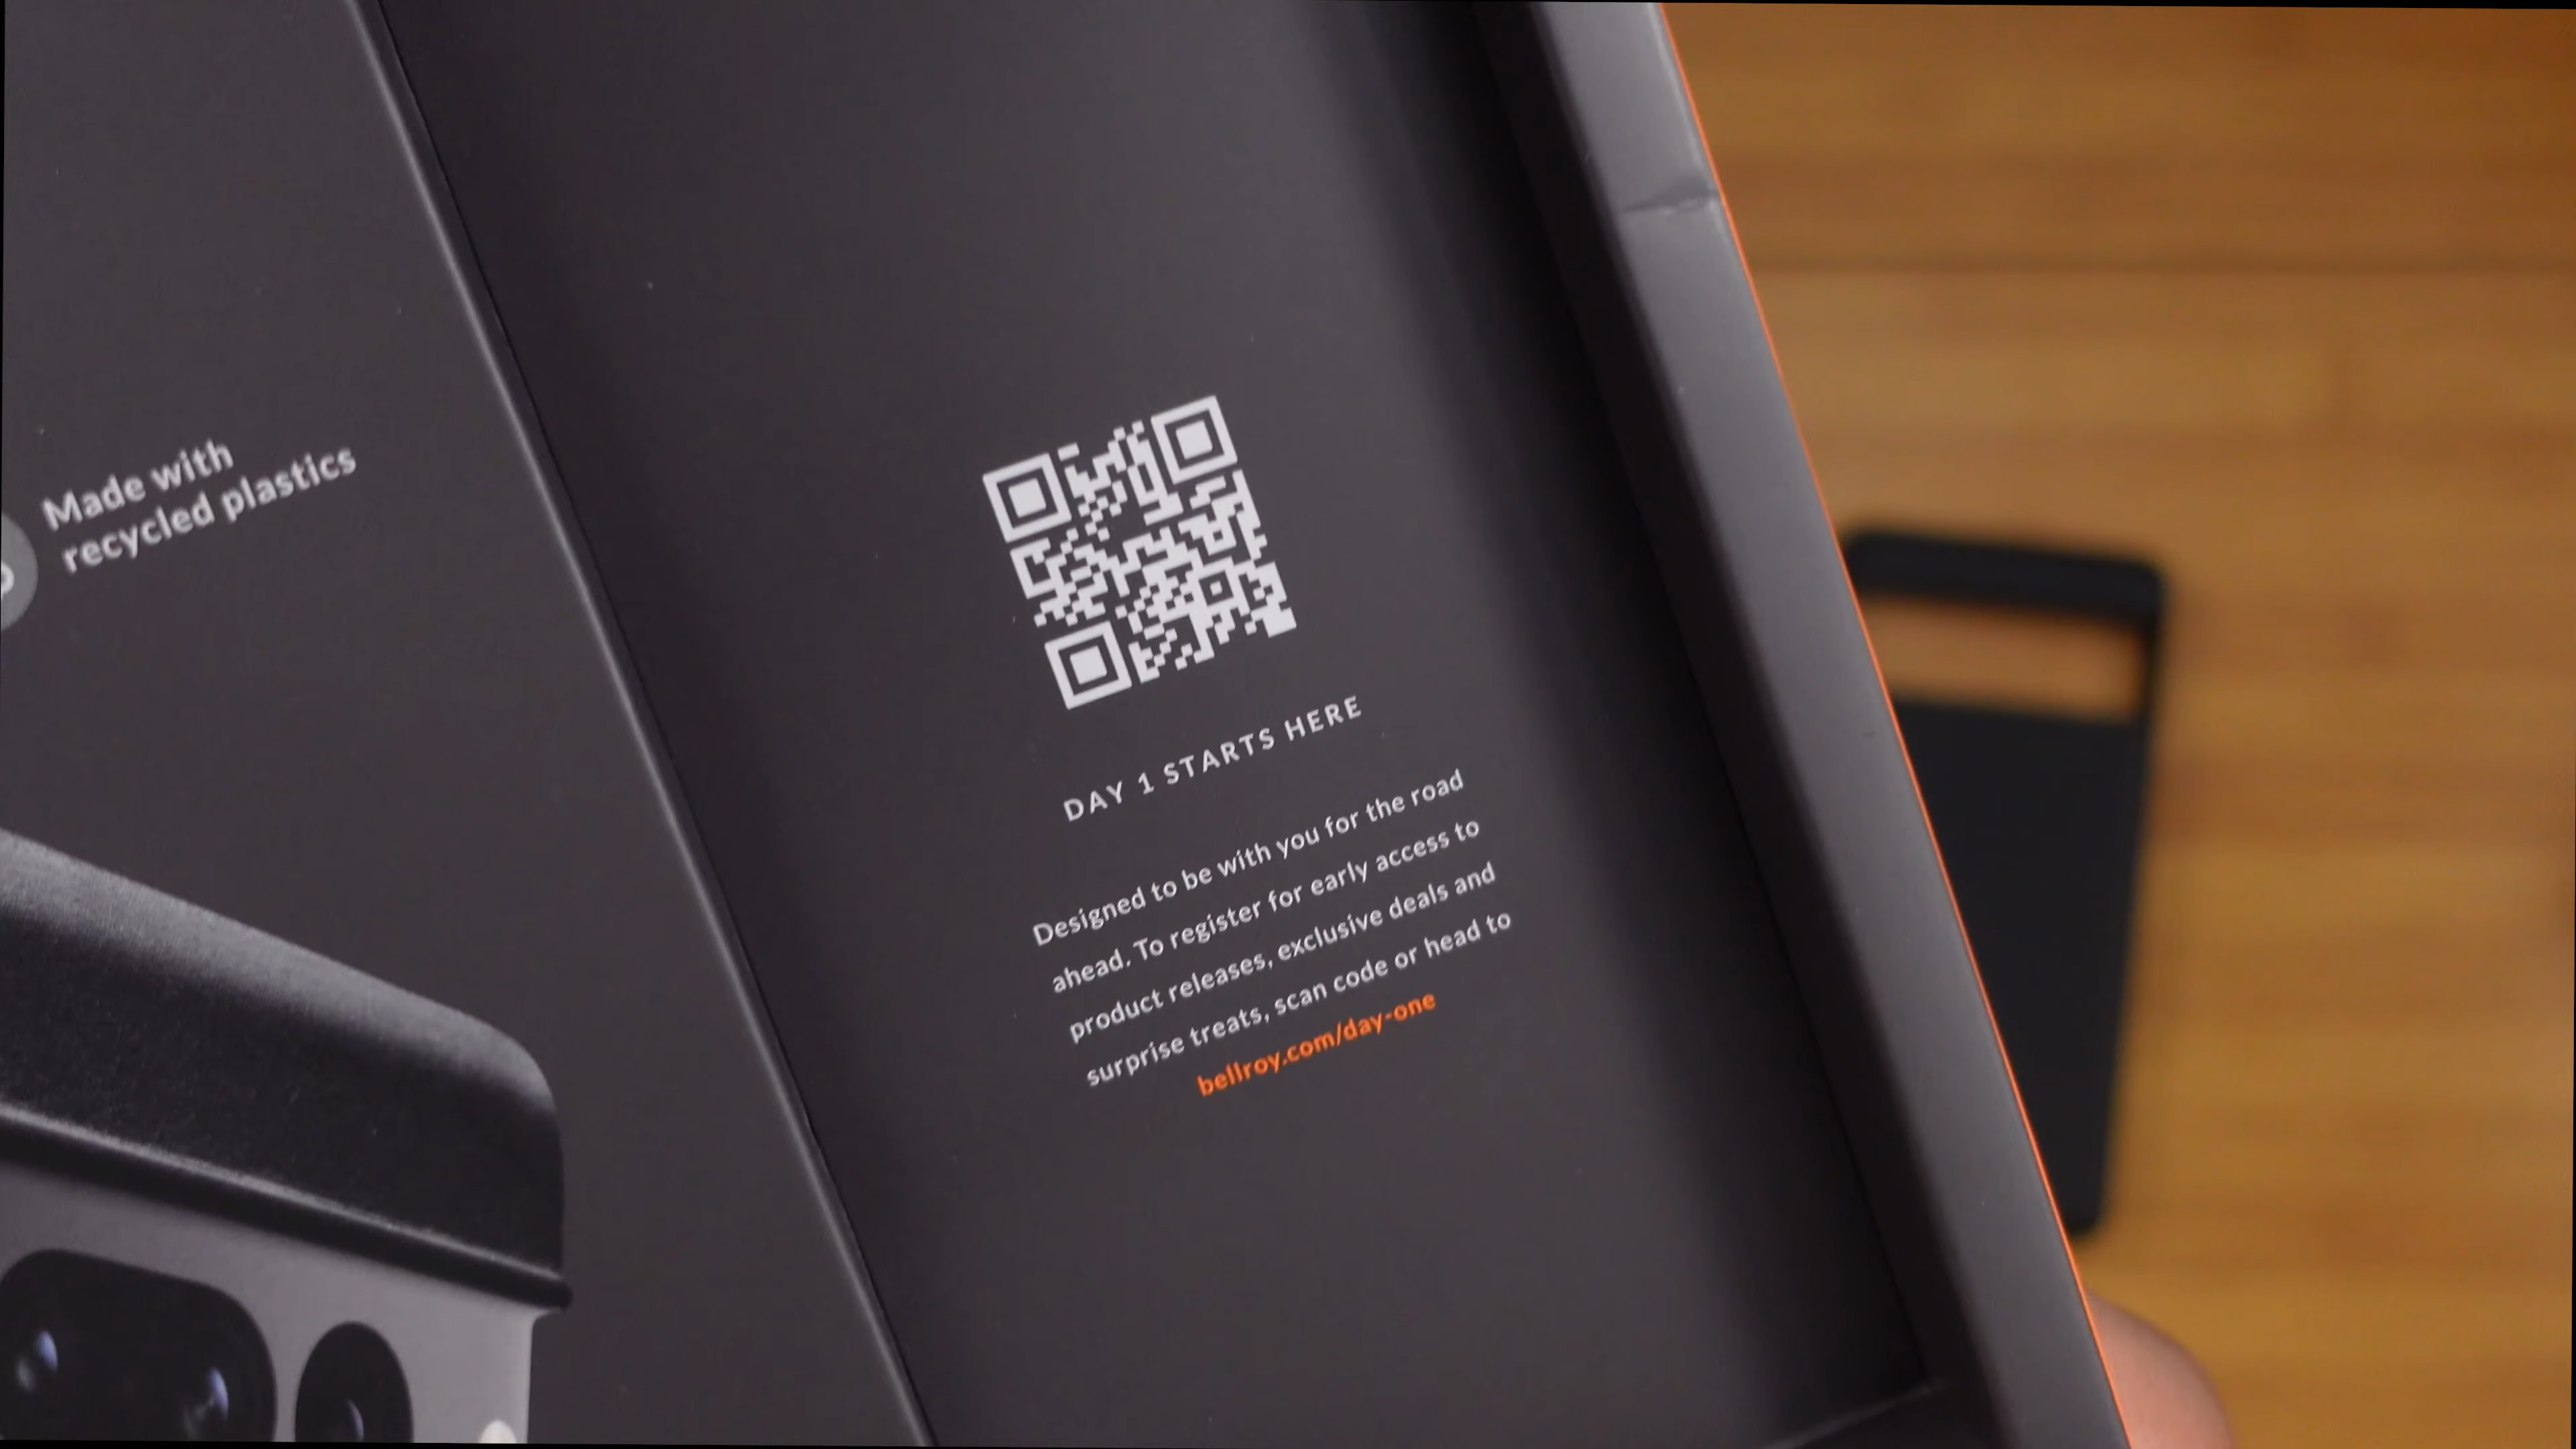 Made with
recycled plastics
DAY 1 STARTS HERE
Designed to be with you for the road
ahead. To register for early access to
product releases, exclusive deals and
surprise treats, scan code or head to
bellroy.com/day-one